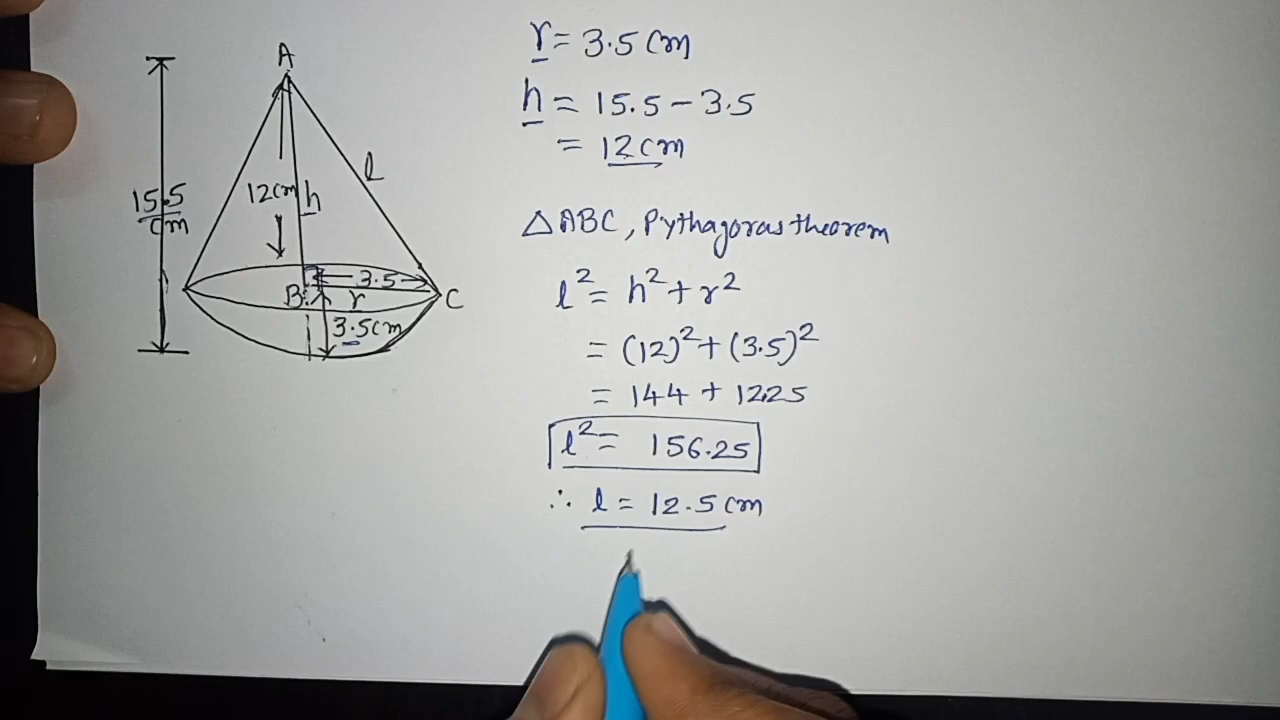 A
15.5
cm
12cm h
l
3.5
B r C
3.5cm
r = 3.5 cm
h = 15.5 - 3.5
= 12cm
△ABC, Pythagoras theorem
l² = h² + r²
= (12)² + (3.5)²
= 144 + 12.25
l² = 156.25
∴ l = 12.5 cm